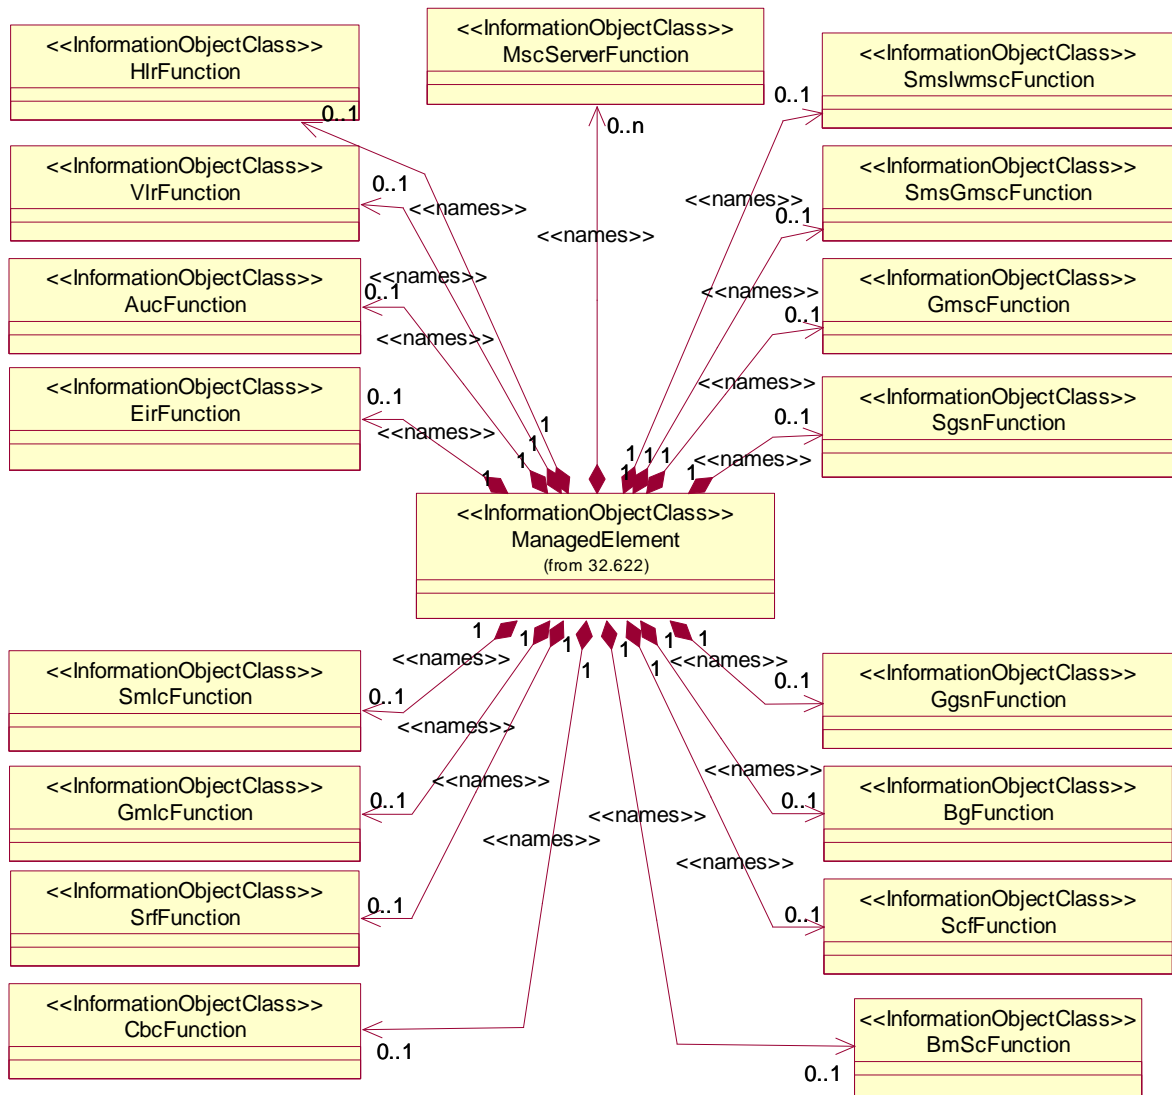 <<InformationObjectClass>>
HlrFunction
0..1
<<InformationObjectClass>>
MscServerFunction
0..n
<<InformationObjectClass>>
SmsIwmscFunction
0..1
<<InformationObjectClass>>
VlrFunction
0..1
<<names>>
<<names>>
<<names>>
<<InformationObjectClass>>
SmsGmscFunction
0..1
<<InformationObjectClass>>
AucFunction
0..1
<<names>>
<<names>>
<<InformationObjectClass>>
GmscFunction
0..1
<<names>>
<<names>>
<<InformationObjectClass>>
EirFunction
0..1
<<names>>
<<InformationObjectClass>>
SgsnFunction
0..1
<<names>>
1
1
1
1
1
1
1
1
1
<<InformationObjectClass>>
ManagedElement
(from 32.622)
1
1
1
1
1
1
1
1
<<InformationObjectClass>>
SmlcFunction
0..1
<<names>>
<<names>>
<<InformationObjectClass>>
GgsnFunction
0..1
<<names>>
<<InformationObjectClass>>
GmlcFunction
0..1
<<names>>
<<names>>
<<InformationObjectClass>>
BgFunction
0..1
<<names>>
<<names>>
<<names>>
<<InformationObjectClass>>
SrfFunction
0..1
<<InformationObjectClass>>
ScfFunction
0..1
<<InformationObjectClass>>
CbcFunction
0..1
<<InformationObjectClass>>
BmScFunction
0..1